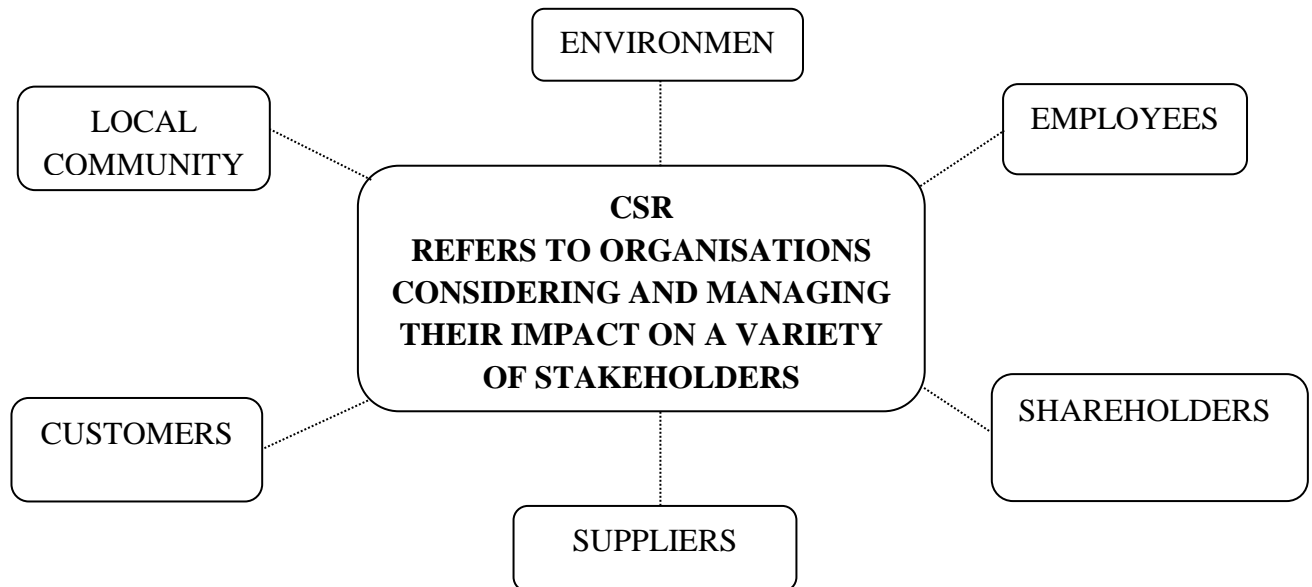 ENVIRONMEN
LOCAL
COMMUNITY
EMPLOYEES
CSR
REFERS TO ORGANISATIONS
CONSIDERING AND MANAGING
THEIR IMPACT ON A VARIETY
OF STAKEHOLDERS
CUSTOMERS
SHAREHOLDERS
SUPPLIERS